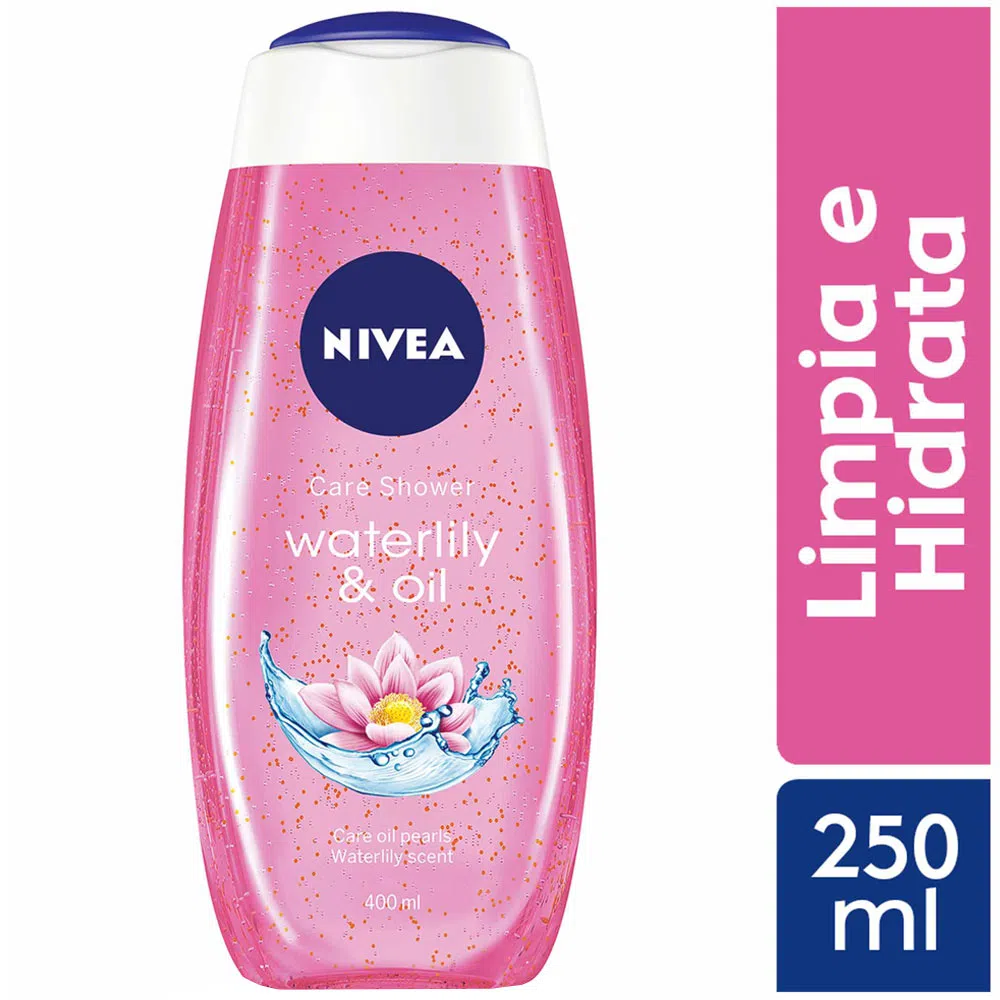 NIVEA
Care Shower
waterlily
& oil
Care oil pearls
Waterlily scent
400 ml
Limpia e
Hidrata
250
ml